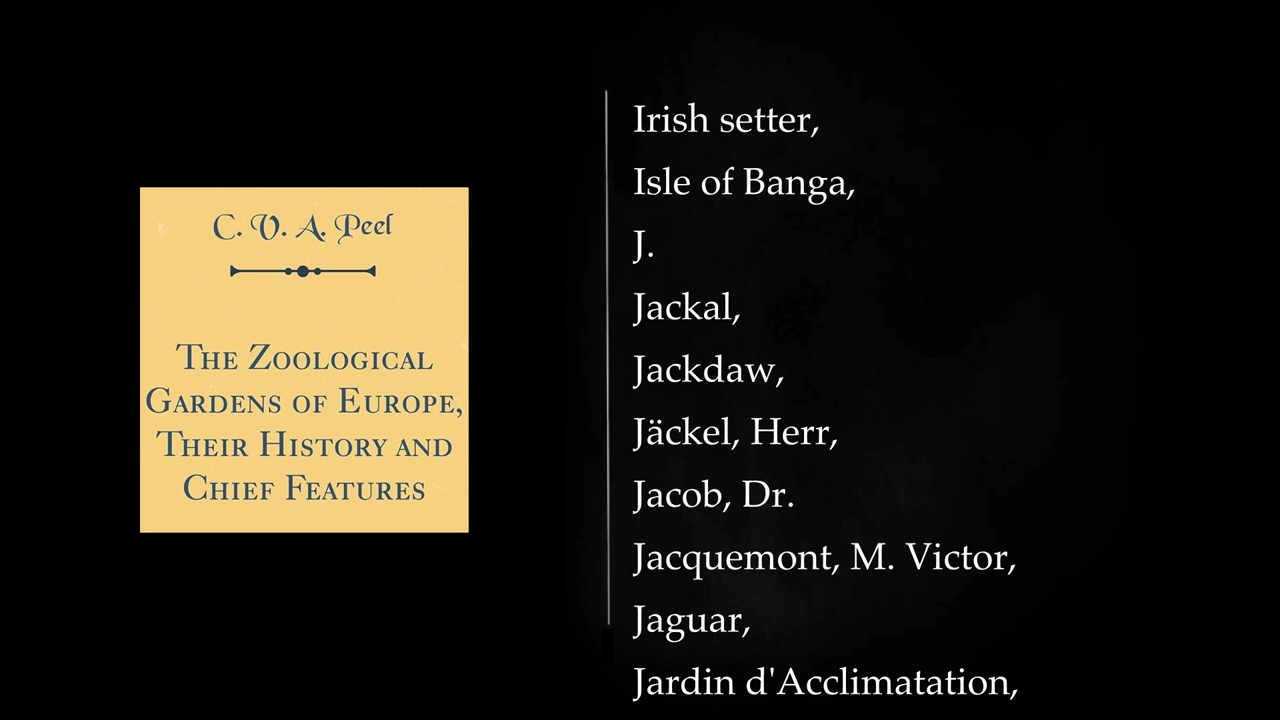 C. V. A. Peel
The Zoological
Gardens of Europe,
Their History and
Chief Features
Irish setter,
Isle of Banga,
J.
Jackal,
Jackdaw,
Jäckel, Herr,
Jacob, Dr.
Jacquemont, M. Victor,
Jaguar,
Jardin d'Acclimatation,